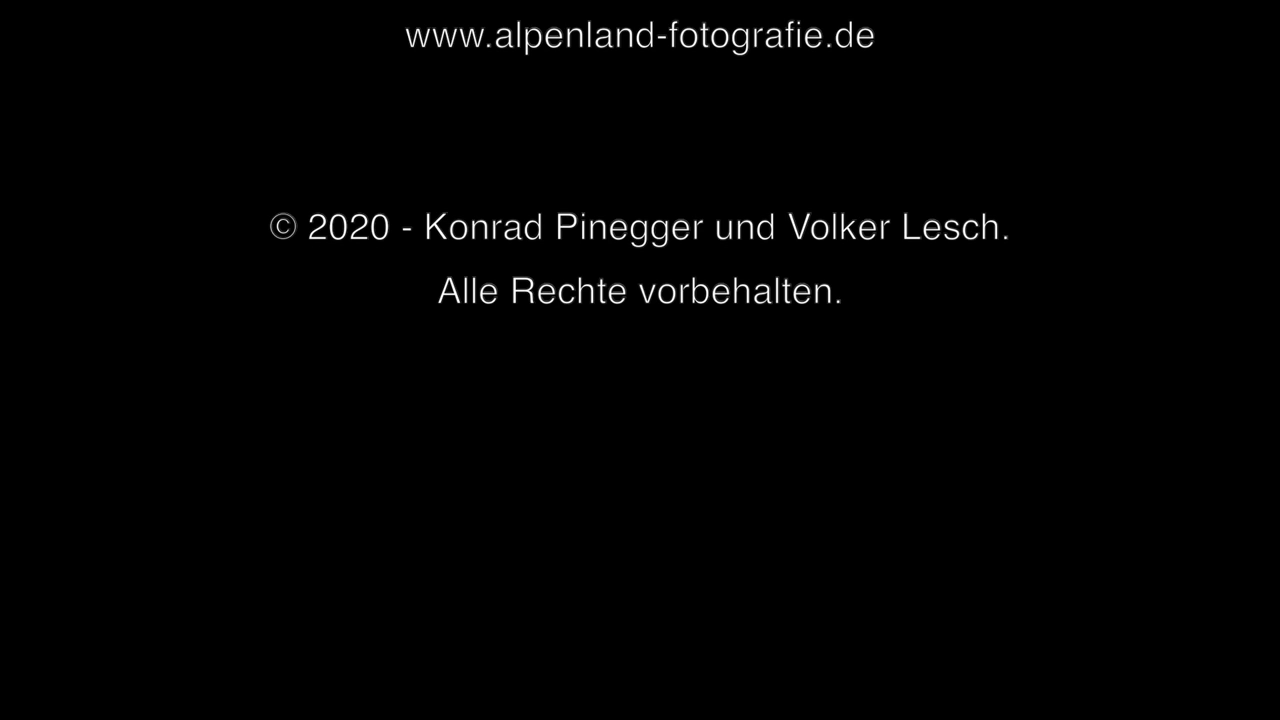 www.alpenland-fotografie.de
© 2020 - Konrad Pinegger und Volker Lesch.
Alle Rechte vorbehalten.